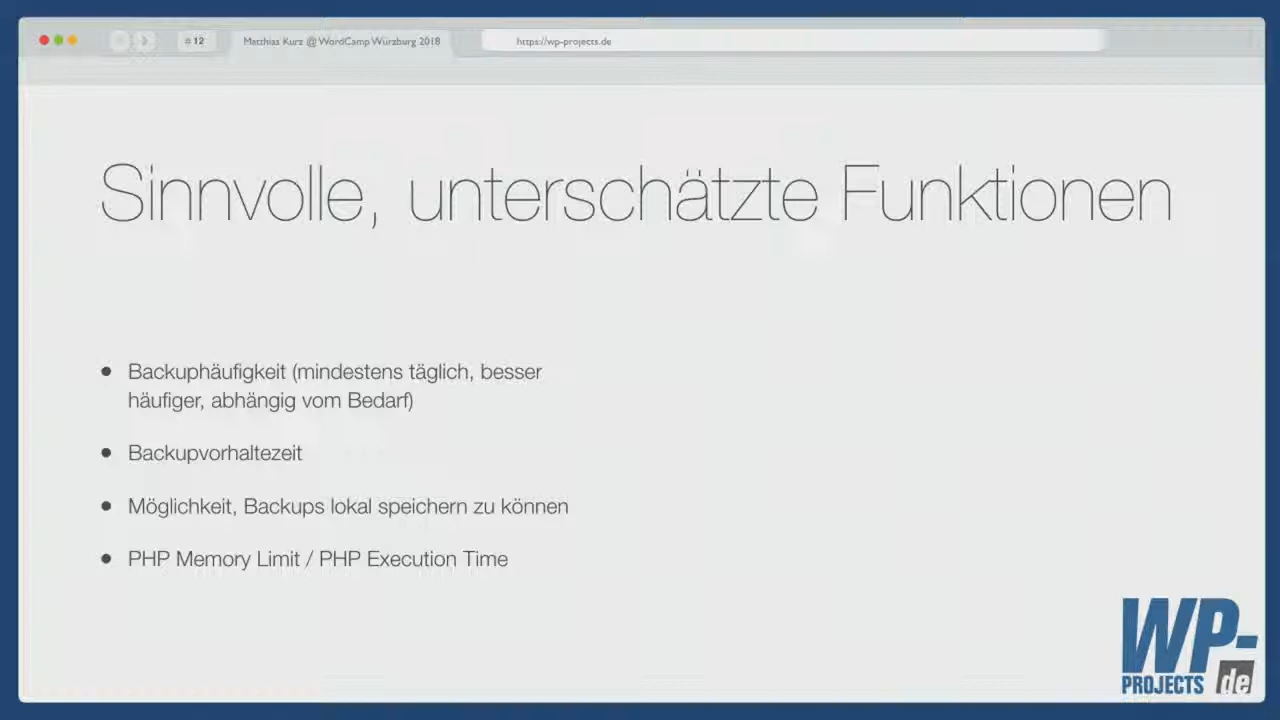 #12
Matthias Kurz @ WordCamp Würzburg 2018
https://wp-projects.de
Sinnvolle, unterschätzte Funktionen
• Backuphäufigkeit (mindestens täglich, besser
häufiger, abhängig vom Bedarf)
• Backupvorhaltezeit
• Möglichkeit, Backups lokal speichern zu können
• PHP Memory Limit / PHP Execution Time
WP-
PROJECTS de